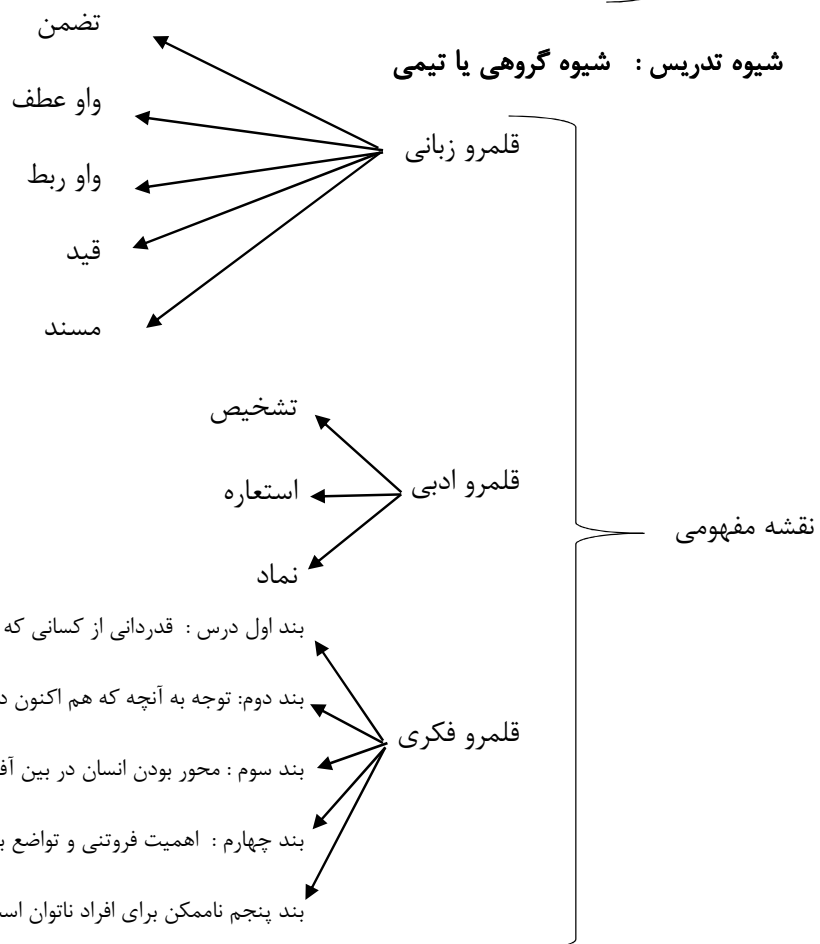 شیوه تدریس : شیوه گروهی یا تیمی
نقشه مفهومی
قلمرو زبانی
تضمن
واو عطف
واو ربط
قید
مسند
قلمرو ادبی
تشخیص
استعاره
نماد
قلمرو فکری
بند اول درس : قدردانی از کسانی که
بند دوم: توجه به آنچه که هم اکنون
بند سوم : محور بودن انسان در بین
بند چهارم : اهمیت فروتنی و تواضع
بند پنجم ناممکن برای افراد ناتوان